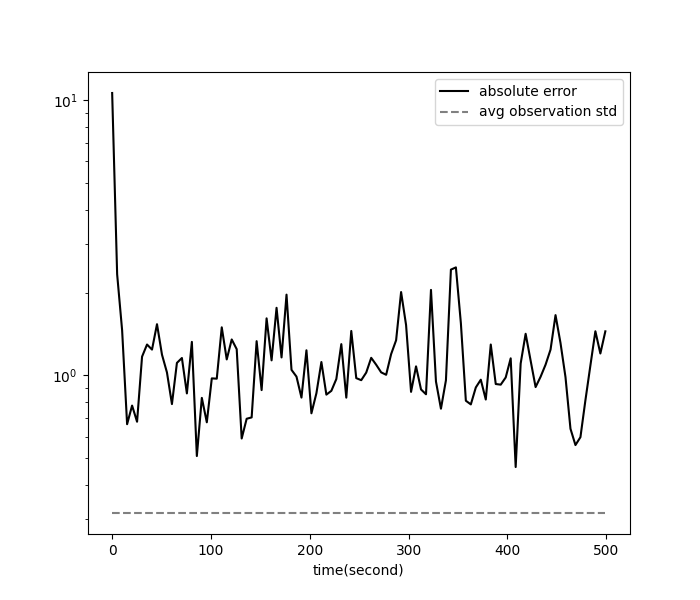 absolute error
avg observation std
10¹
10⁰
0 100 200 300 400 500
time(second)